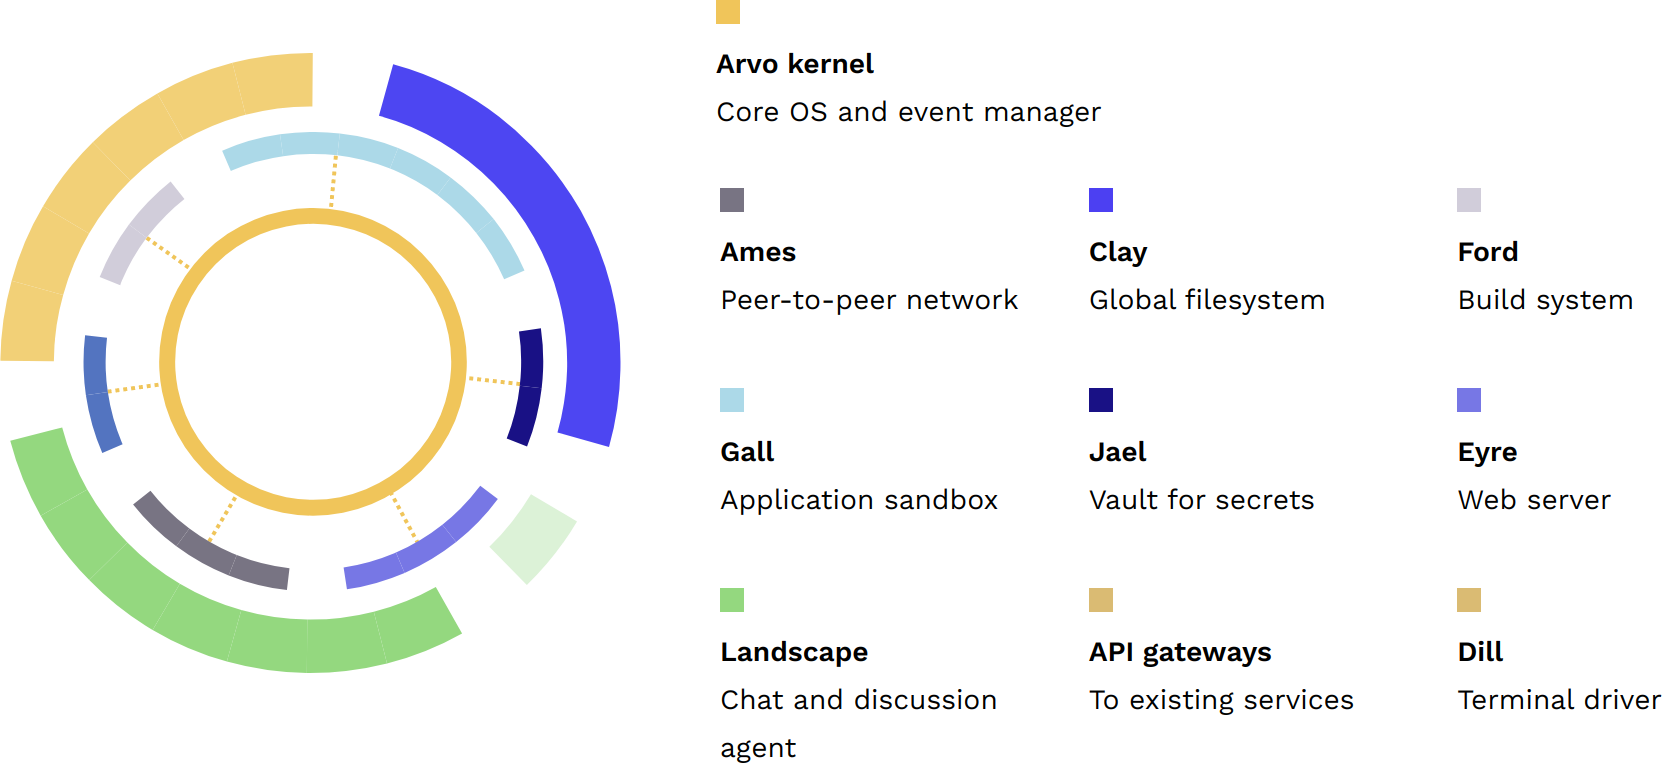 Arvo kernel
Core OS and event manager
Ames
Peer-to-peer network
Clay
Global filesystem
Ford
Build system
Gall
Application sandbox
Jael
Vault for secrets
Eyre
Web server
Landscape
Chat and discussion
agent
API gateways
To existing services
Dill
Terminal driver